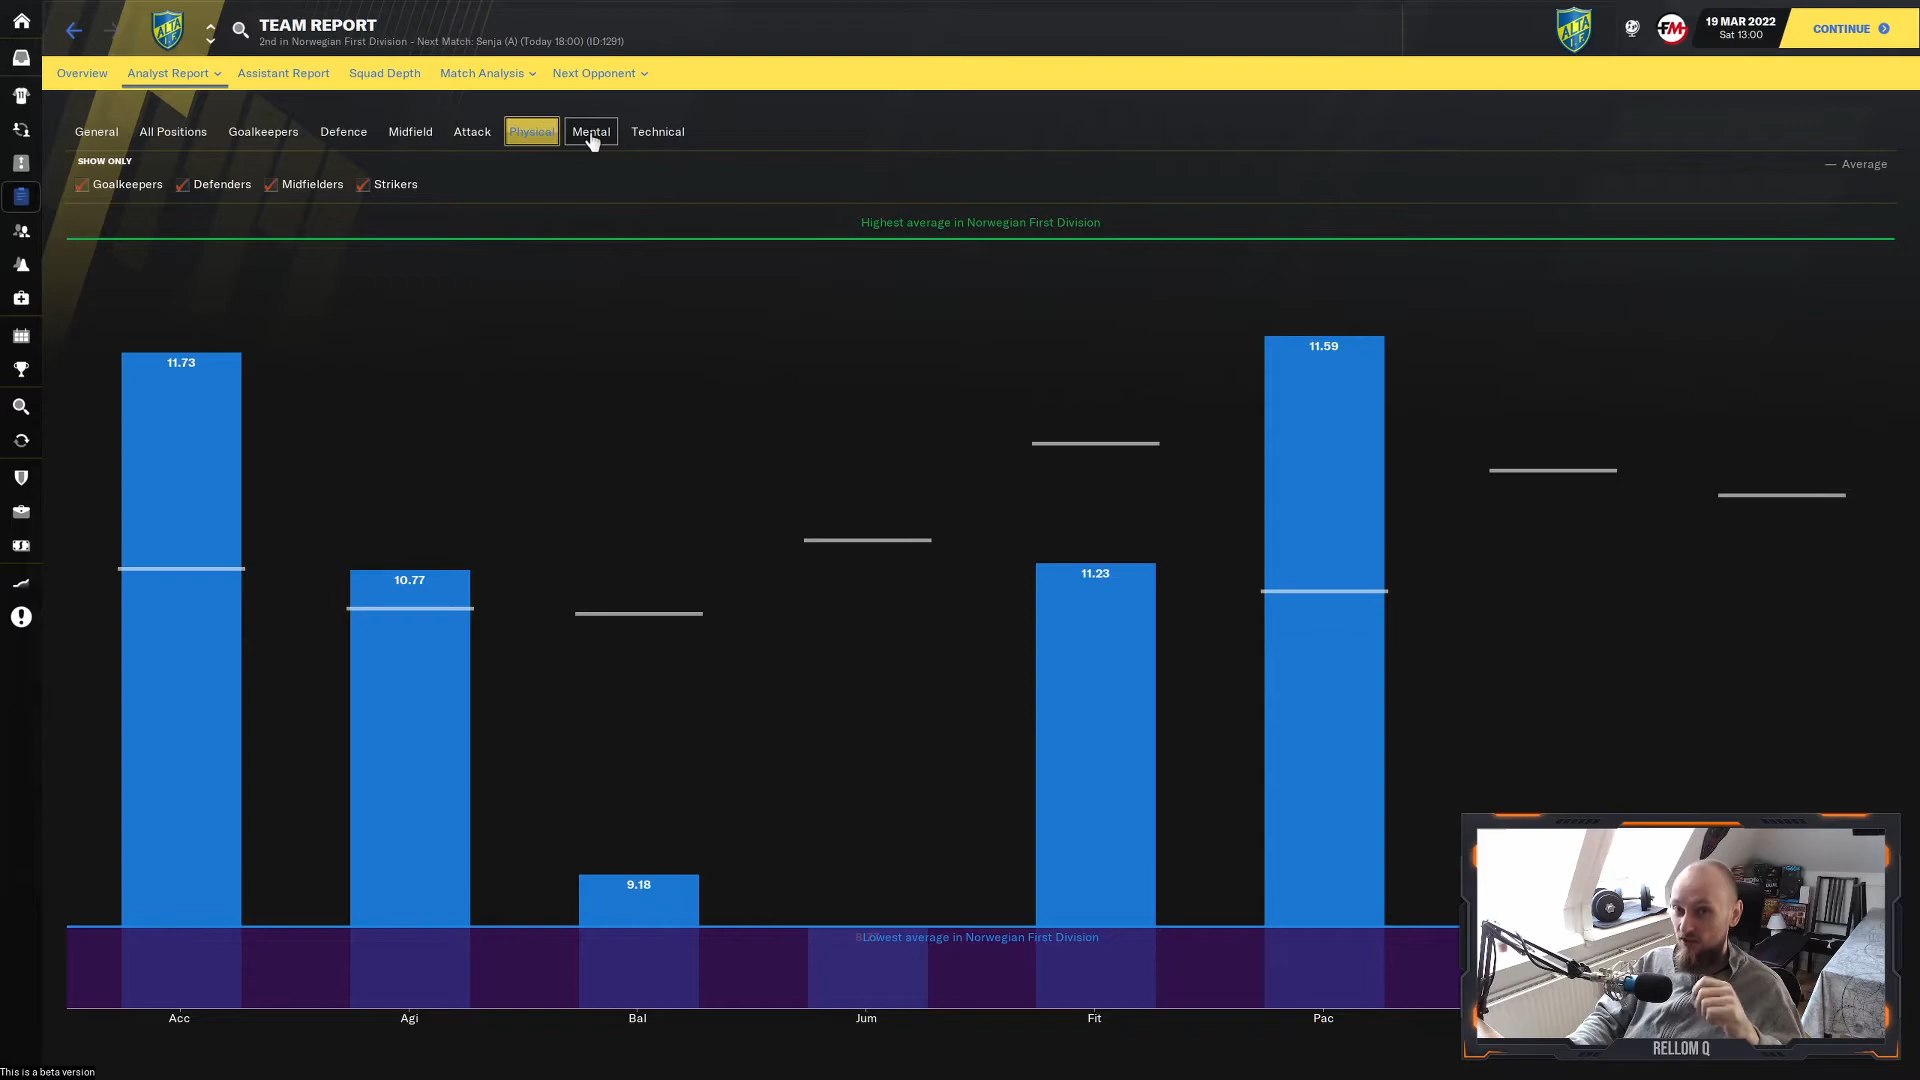 TEAM REPORT
2nd in Norwegian First Division - Next Match: Senja (A) (Today 18:00) (ID:1291)
ALTA I.F.
ALTA I.F.
FM
19 MAR 2022
Sat 13:00
CONTINUE
Overview Analyst Report Assistant Report Squad Depth Match Analysis Next Opponent
General All Positions Goalkeepers Defence Midfield Attack Physical Mental Technical
SHOW ONLY
Average
Goalkeepers Defenders Midfielders Strikers
Highest average in Norwegian First Division
11.73
10.77
9.18
11.23
11.59
Lowest average in Norwegian First Division
Acc Agi Bal Jum Fit Pac
RELLOM Q
This is a beta version